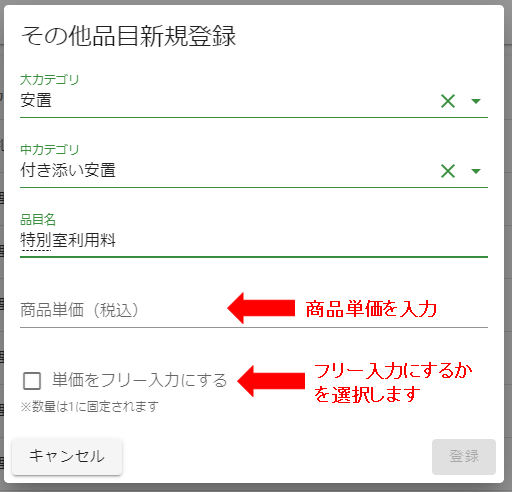 その他品目新規登録
大カテゴリ
安置
中カテゴリ
付き添い安置
品目名
特別室利用料
商品単価（税込）
商品単価を入力
単価をフリー入力にする
フリー入力にするか
を選択します
※数量は1に固定されます
キャンセル
登録